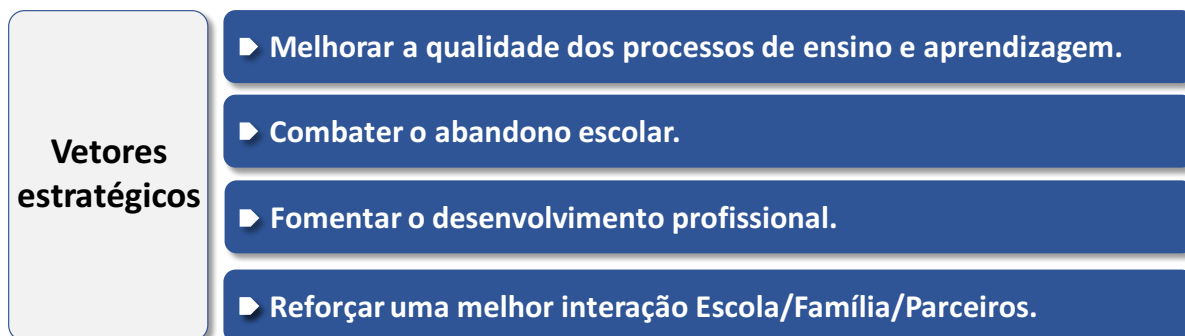 Vetores
estratégicos
Melhorar a qualidade dos processos de ensino e aprendizagem.
Combater o abandono escolar.
Fomentar o desenvolvimento profissional.
Reforçar uma melhor interação Escola/Família/Parceiros.